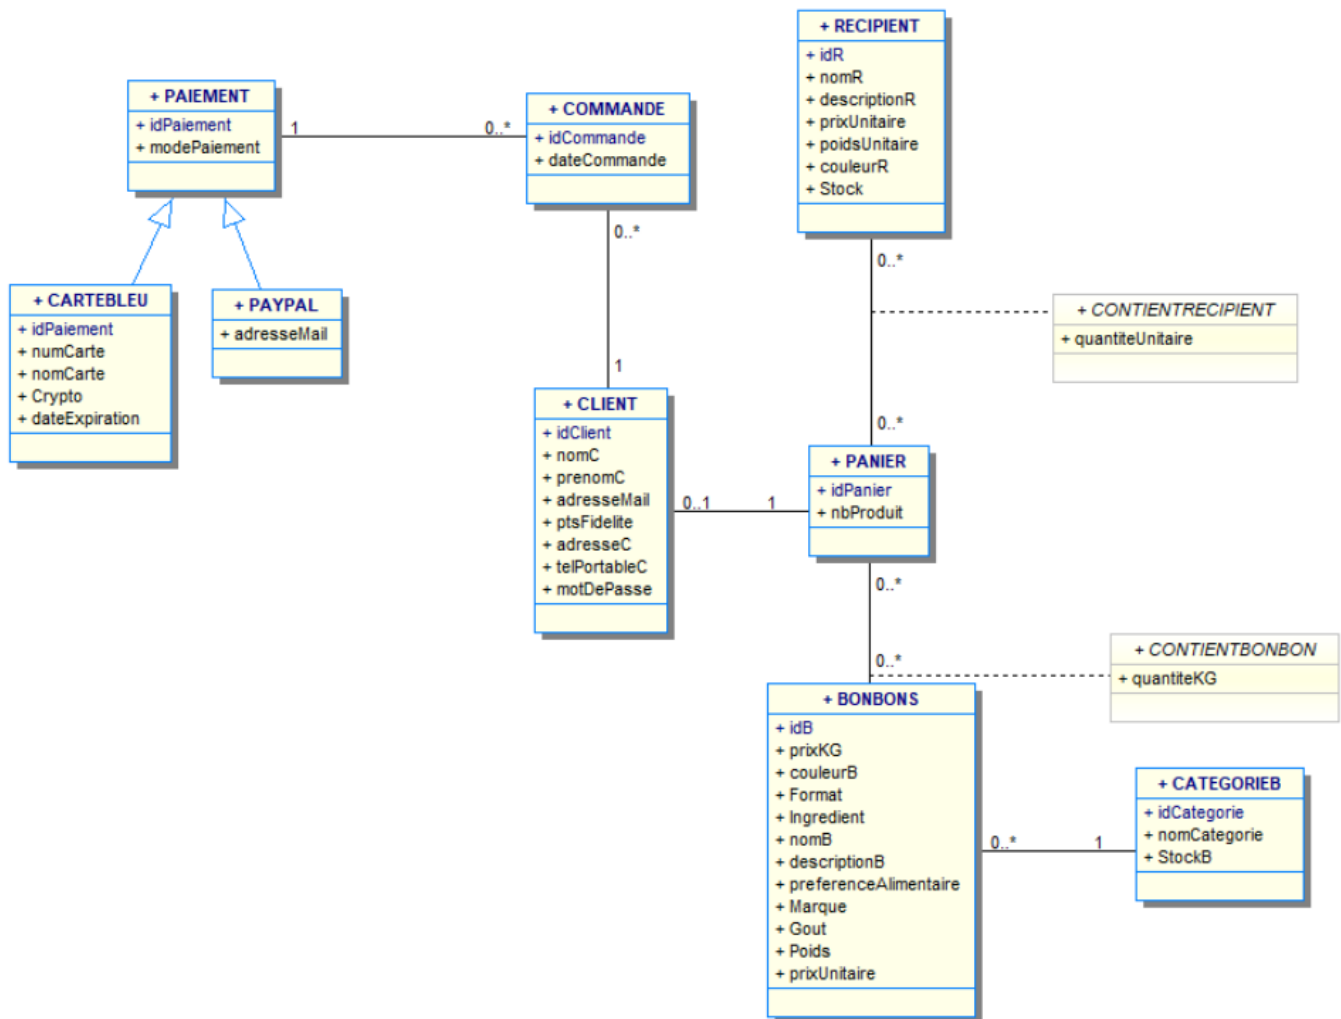 + RECIPIENT
+ idR
+ nomR
+ descriptionR
+ prixUnitaire
+ poidsUnitaire
+ couleurR
+ Stock
+ PAIEMENT
+ idPaiement
+ modePaiement
1
0..*
+ COMMANDE
+ idCommande
+ dateCommande
0..*
0..*
+ CARTEBLEU
+ idPaiement
+ numCarte
+ nomCarte
+ Crypto
+ dateExpiration
+ PAYPAL
+ adresseMail
+ CONTIENTRECIPIENT
+ quantiteUnitaire
1
+ CLIENT
+ idClient
+ nomC
+ prenomC
+ adresseMail
+ ptsFidelite
+ adresseC
+ telPortableC
+ motDePasse
0..1
1
0..*
+ PANIER
+ idPanier
+ nbProduit
0..*
0..*
+ CONTIENTBONBON
+ quantiteKG
+ BONBONS
+ idB
+ prixKG
+ couleurB
+ Format
+ Ingredient
+ nomB
+ descriptionB
+ preferenceAlimentaire
+ Marque
+ Gout
+ Poids
+ prixUnitaire
0..*
1
+ CATEGORIEB
+ idCategorie
+ nomCategorie
+ StockB